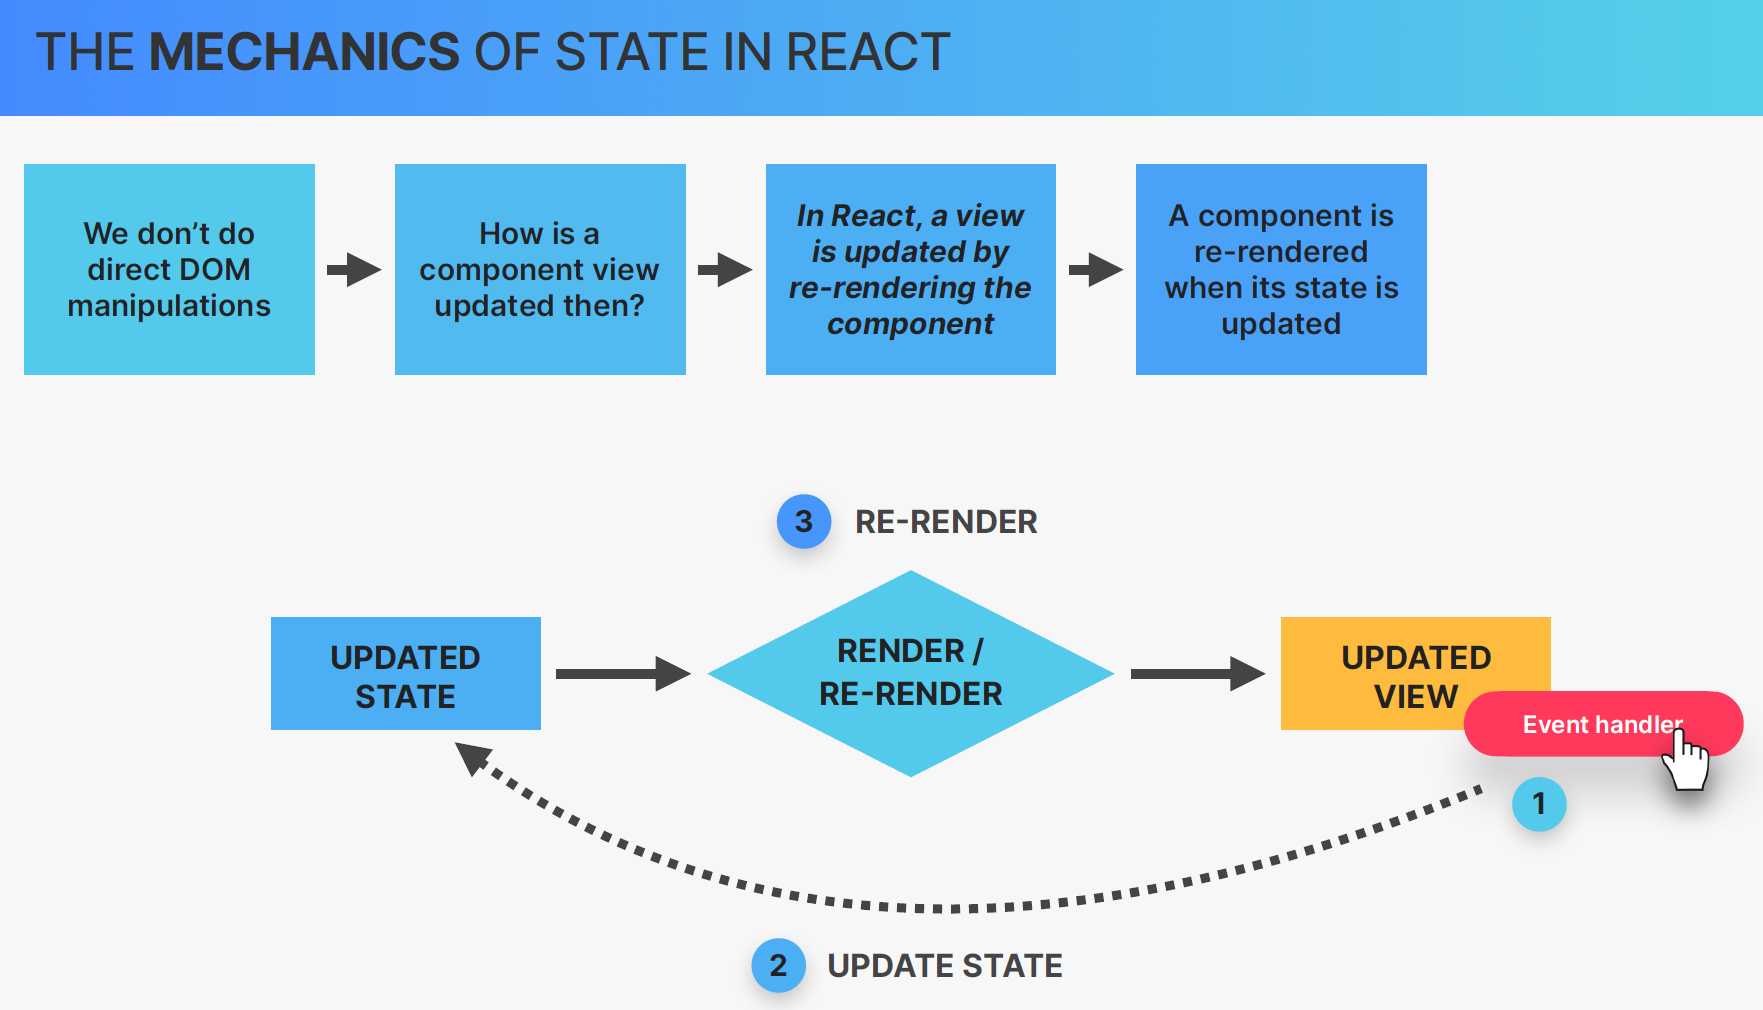 THE MECHANICS OF STATE IN REACT
We don’t do
direct DOM
manipulations
How is a
component view
updated then?
In React, a view
is updated by
re-rendering the
component
A component is
re-rendered
when its state is
updated
3 RE-RENDER
UPDATED
STATE
RENDER /
RE-RENDER
UPDATED
VIEW
Event handler
1
2 UPDATE STATE